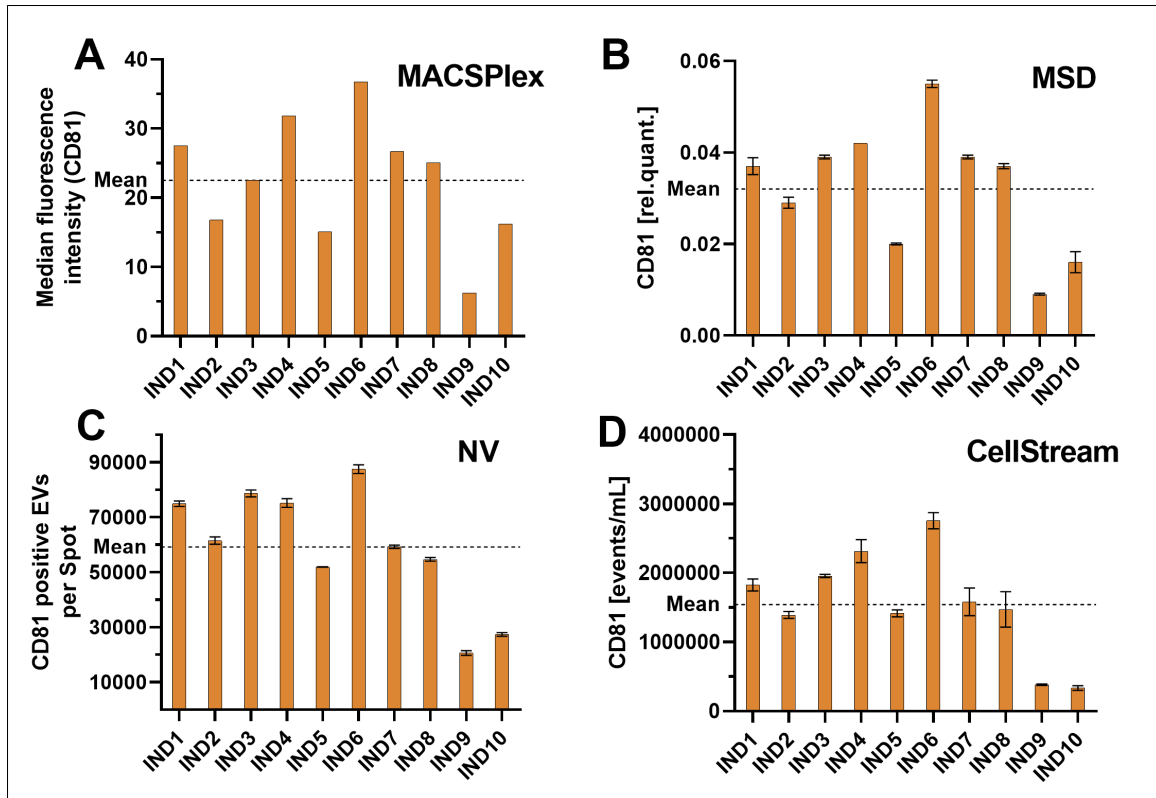 A
MACSPlex
Median fluorescence
intensity (CD81)
40
30
Mean
20
10
0
IND1
IND2
IND3
IND4
IND5
IND6
IND7
IND8
IND9
IND10
B
MSD
CD81 [rel.quant.]
0.06
0.04
Mean
0.02
0.00
IND1
IND2
IND3
IND4
IND5
IND6
IND7
IND8
IND9
IND10
C
NV
CD81 positive EVs
per Spot
90000
70000
Mean
50000
30000
10000
IND1
IND2
IND3
IND4
IND5
IND6
IND7
IND8
IND9
IND10
D
CellStream
CD81 [events/mL]
4000000
3000000
2000000
Mean
1000000
0
IND1
IND2
IND3
IND4
IND5
IND6
IND7
IND8
IND9
IND10